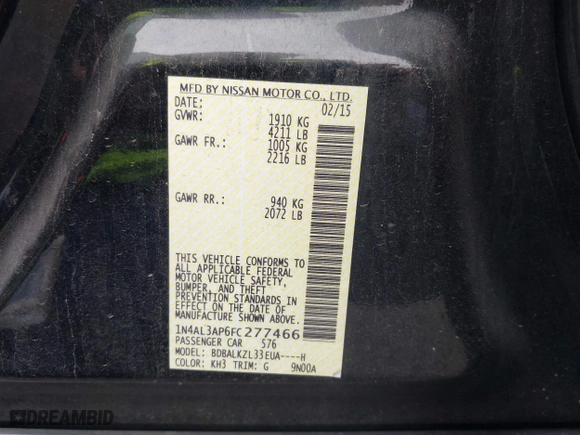 MFD BY NISSAN MOTOR CO., LTD.
DATE: 02/15
GVWR: 1910 KG
4211 LB
GAWR FR.: 1005 KG
2216 LB
GAWR RR.: 940 KG
2072 LB
THIS VEHICLE CONFORMS TO
ALL APPLICABLE FEDERAL
MOTOR VEHICLE SAFETY,
BUMPER, AND THEFT
PREVENTION STANDARDS IN
EFFECT ON THE DATE OF
MANUFACTURE SHOWN ABOVE.
1N4AL3AP6FC277466
PASSENGER CAR 576
MODEL: BDBALKZL33EUA----H
COLOR: KH3 TRIM: G 9N00A
DREAMBID